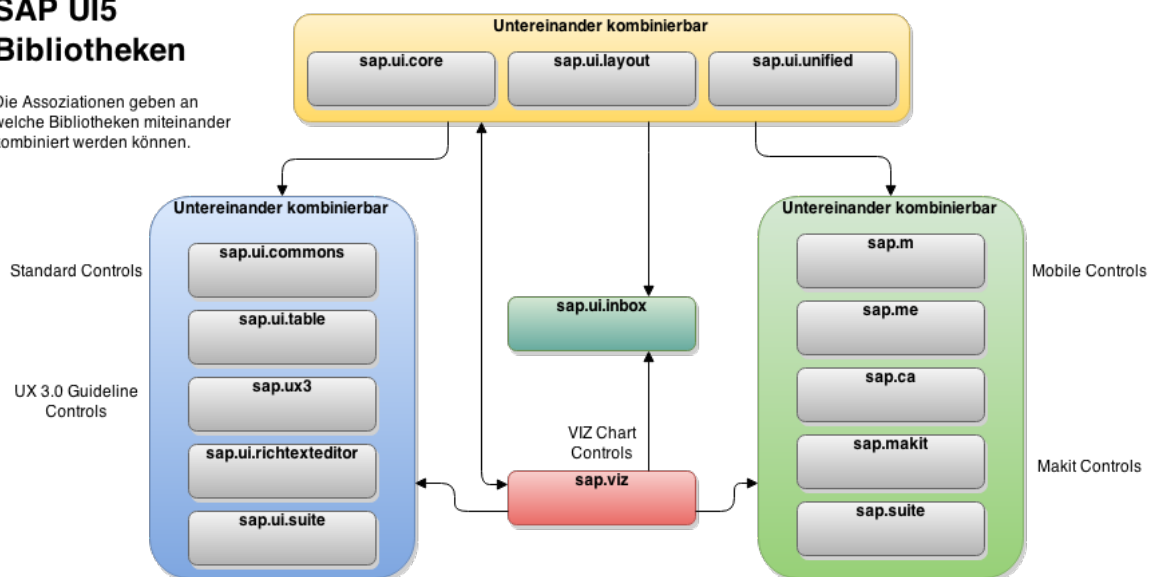 SAP UI5
Bibliotheken
Die Assoziationen geben an
welche Bibliotheken miteinander
kombiniert werden können.
Untereinander kombinierbar
sap.ui.core
sap.ui.layout
sap.ui.unified
Untereinander kombinierbar
sap.ui.commons
sap.ui.table
sap.ux3
sap.ui.richtexteditor
sap.ui.suite
Standard Controls
UX 3.0 Guideline
Controls
sap.ui.inbox
VIZ Chart
Controls
sap.viz
Untereinander kombinierbar
sap.m
sap.me
sap.ca
sap.makit
sap.suite
Mobile Controls
Makit Controls